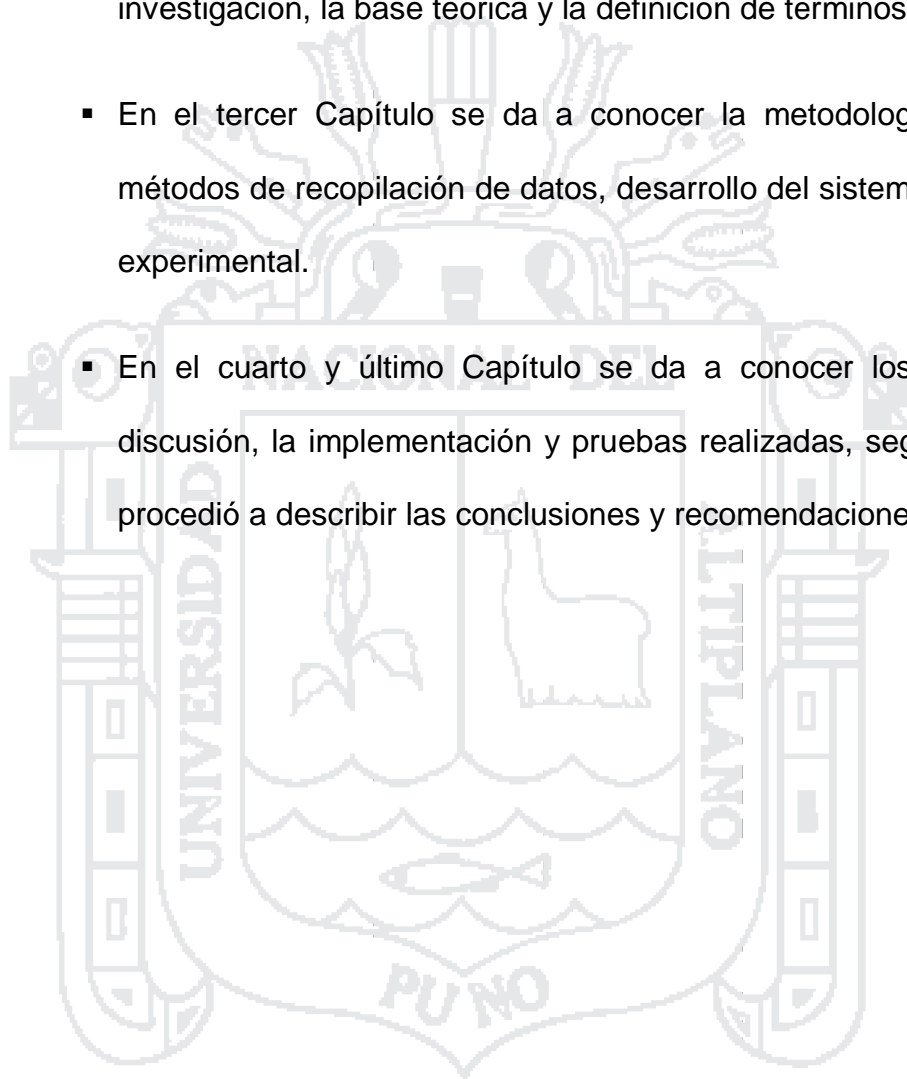 investigación, la base teórica y la definición de términos
▪ En el tercer Capítulo se da a conocer la metodolog
métodos de recopilación de datos, desarrollo del sistem
experimental.
▪ En el cuarto y último Capítulo se da a conocer los
discusión, la implementación y pruebas realizadas, seg
procedió a describir las conclusiones y recomendacione
NACIONAL DEL
UNIVERSIDAD
ALTIPLANO
PUNO